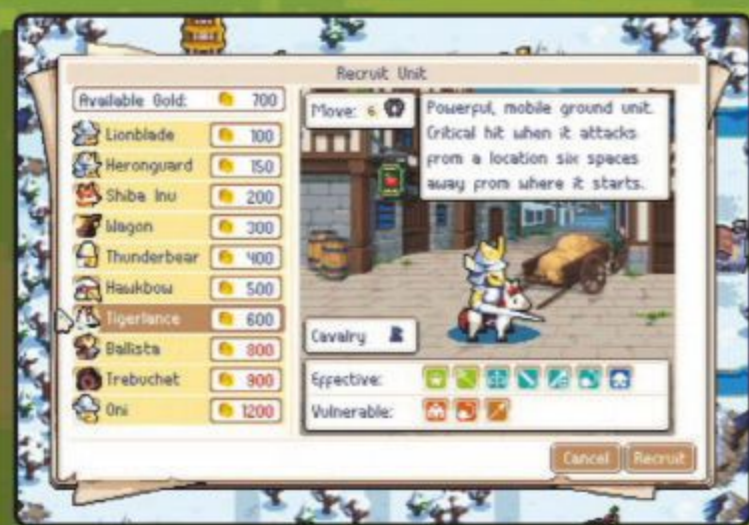 Recruit Unit
Available Gold: 700
Lionblade 100
Heronguard 150
Shiba Inu 200
Wagon 300
Thunderbear 400
Hawkbow 500
Tigerlance 600
Ballista 800
Trebuchet 900
Oni 1200
Move: 6
Powerful, mobile ground unit.
Critical hit when it attacks
from a location six spaces
away from where it starts.
Cavalry
Effective:
Vulnerable:
Cancel
Recruit